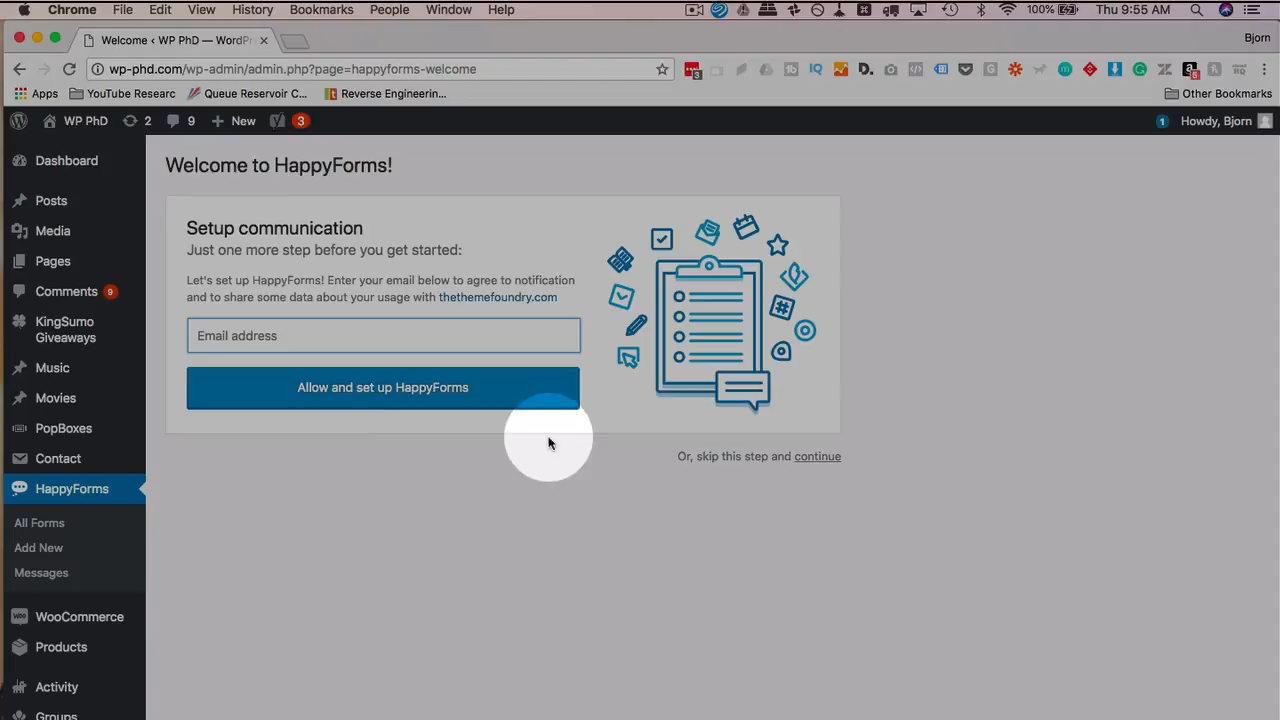 Chrome File Edit View History Bookmarks People Window Help 100% Thu 9:55 AM
Welcome ‹ WP PhD — WordPr Bjorn
wp-phd.com/wp-admin/admin.php?page=happyforms-welcome
Apps YouTube Researc Queue Reservoir C... Reverse Engineerin... Other Bookmarks
WP PhD 2 9 New 3 1 Howdy, Bjorn
Dashboard
Posts
Media
Pages
Comments 9
KingSumo
Giveaways
Music
Movies
PopBoxes
Contact
HappyForms
All Forms
Add New
Messages
WooCommerce
Products
Activity
Groups
Welcome to HappyForms!
Setup communication
Just one more step before you get started:
Let's set up HappyForms! Enter your email below to agree to notification
and to share some data about your usage with thethemefoundry.com
Email address
Allow and set up HappyForms
Or, skip this step and continue